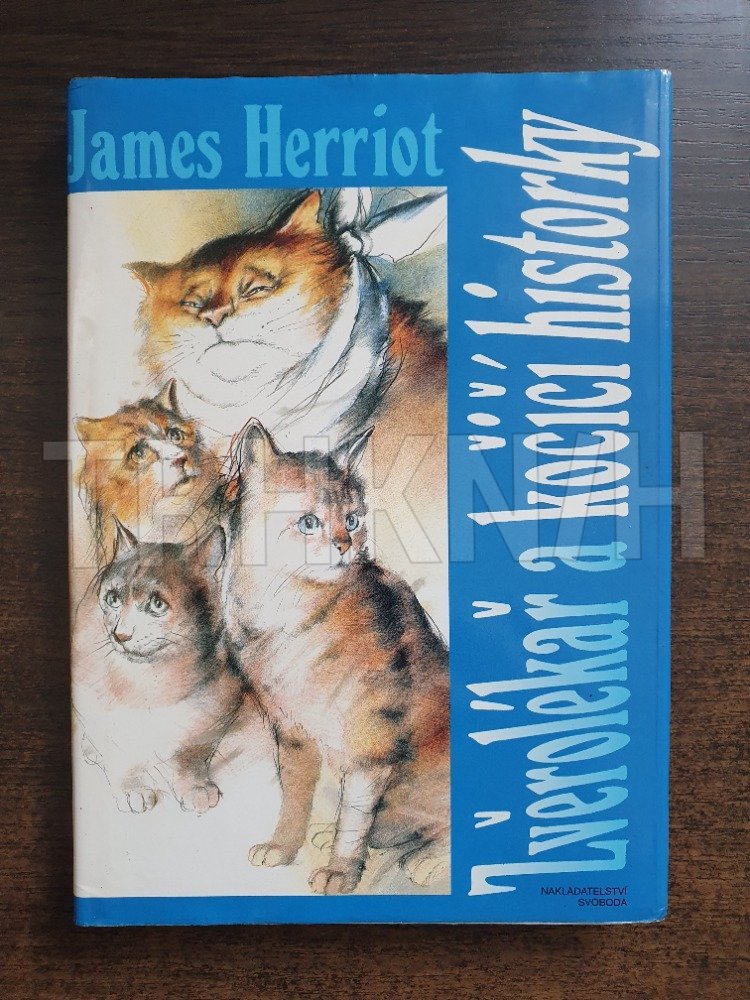 James Herriot
Zvěrolékař a kočičí historky
NAKLADATELSTVÍ
SVOBODA